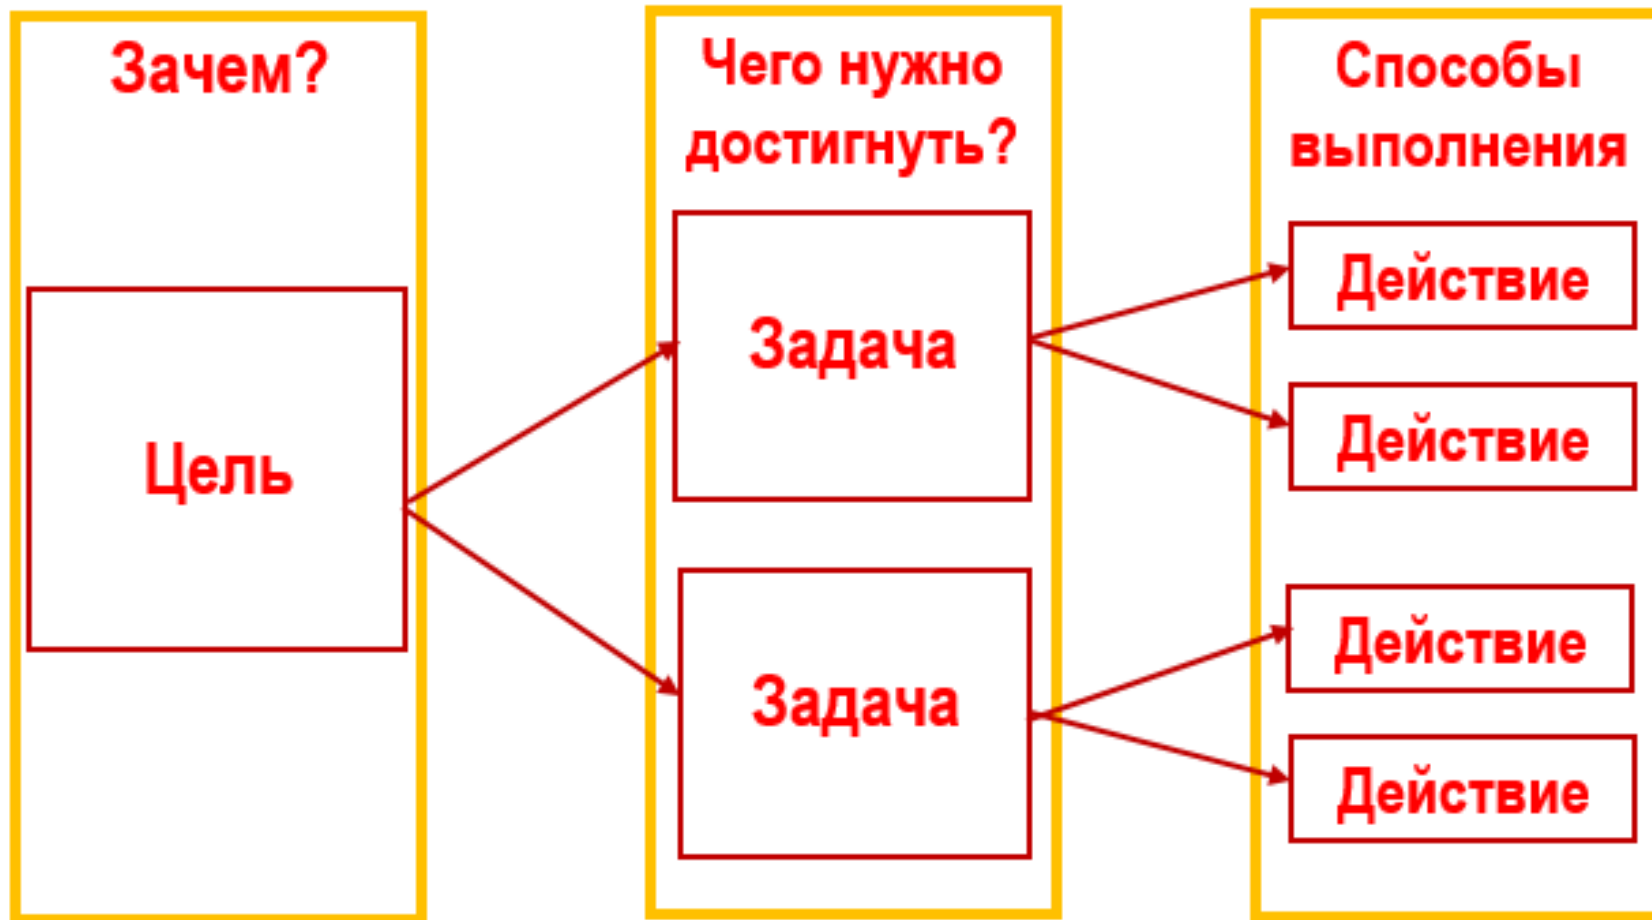 Зачем?
Цель
Чего нужно
достигнуть?
Задача
Задача
Способы
выполнения
Действие
Действие
Действие
Действие